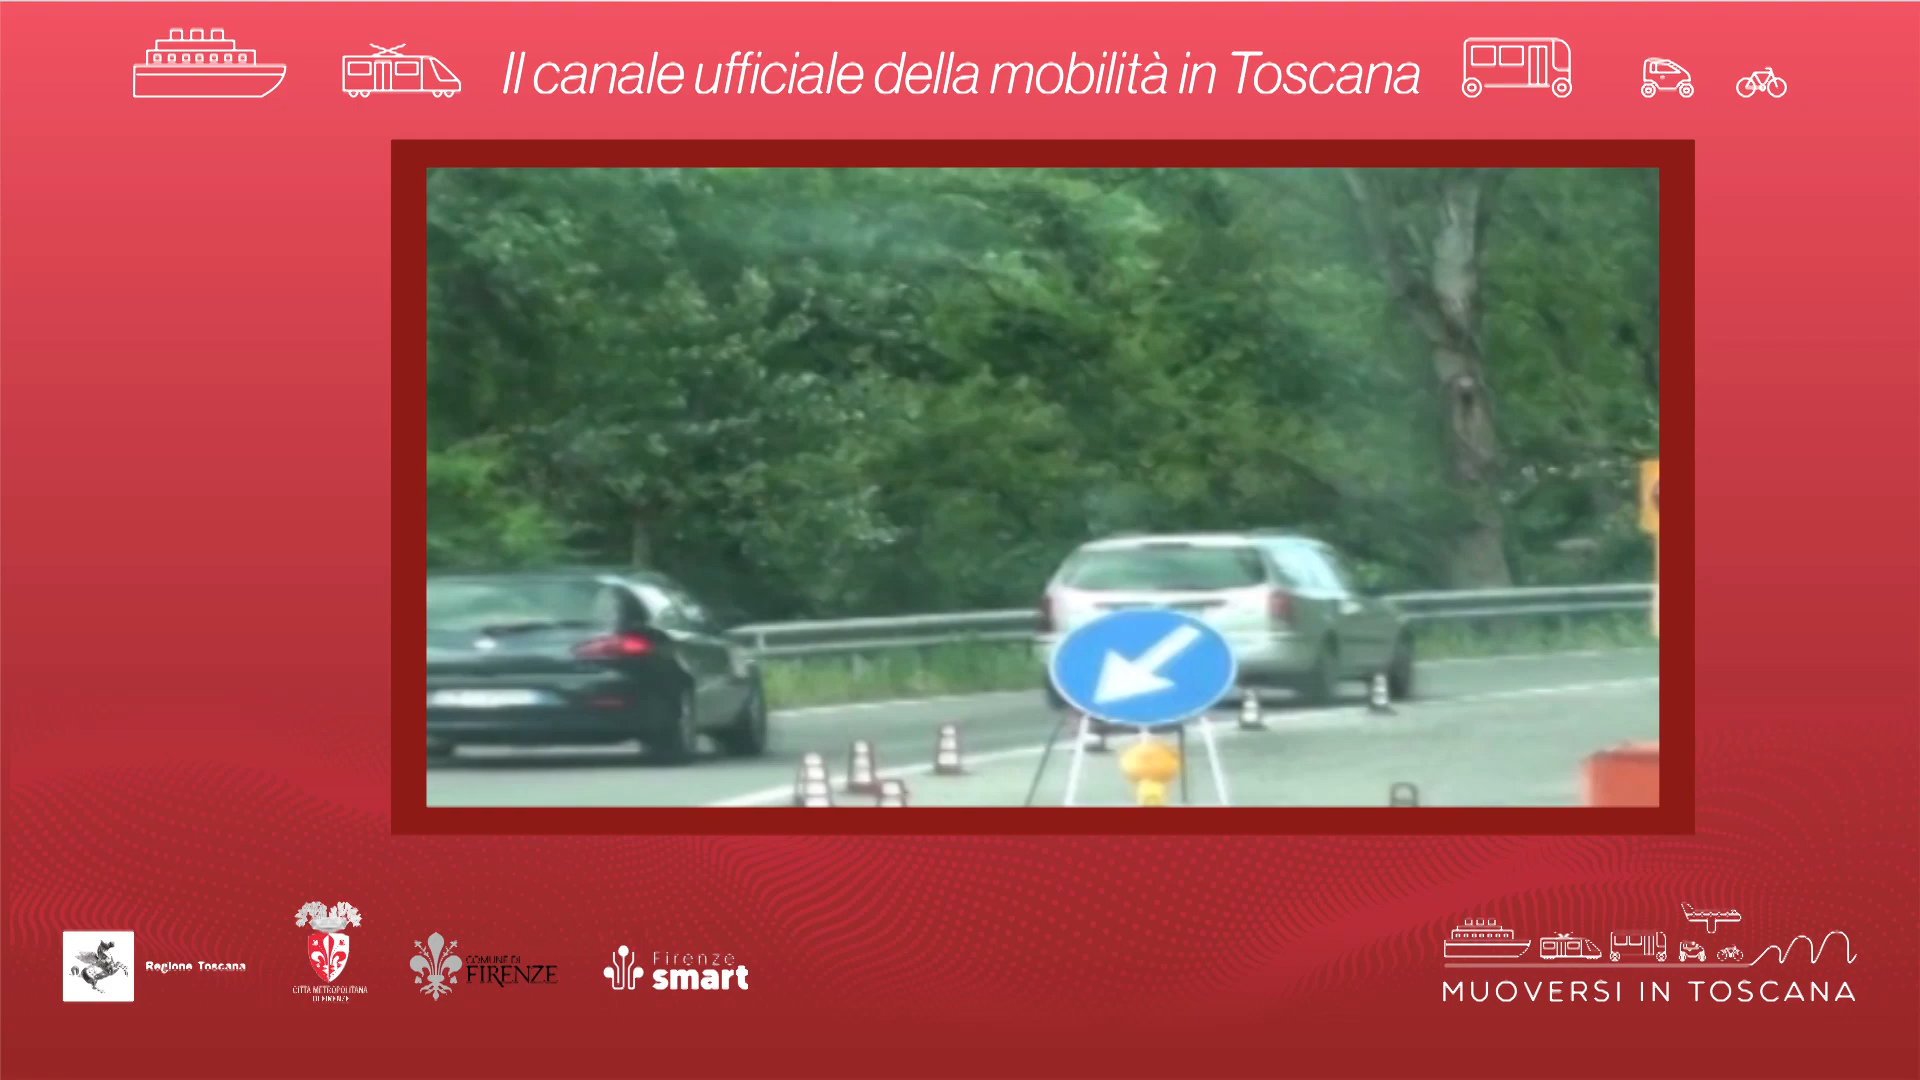 Il canale ufficiale della mobilità in Toscana
Regione Toscana
CITTÀ METROPOLITANA
DI FIRENZE
COMUNE DI
FIRENZE
Firenze
smart
MUOVERSI IN TOSCANA